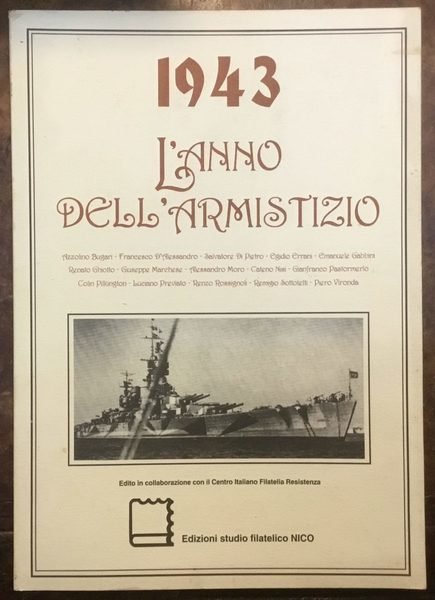 1943
L'ANNO
DELL'ARMISTIZIO
Azzolino Bugari - Francesco D'Alessandro - Salvatore Di Pietro - Egidio Errani - Emanuele Gabbini
Renato Ghiotto - Giuseppe Marchese - Alessandro Moro - Cateno Nisi - Gianfranco Pastormerlo
Colin Pilkington - Luciano Previato - Renzo Rossignoli - Remigio Sottoletti - Piero Vironda
Edito in collaborazione con il Centro Italiano Filatelia Resistenza
Edizioni studio filatelico NICO